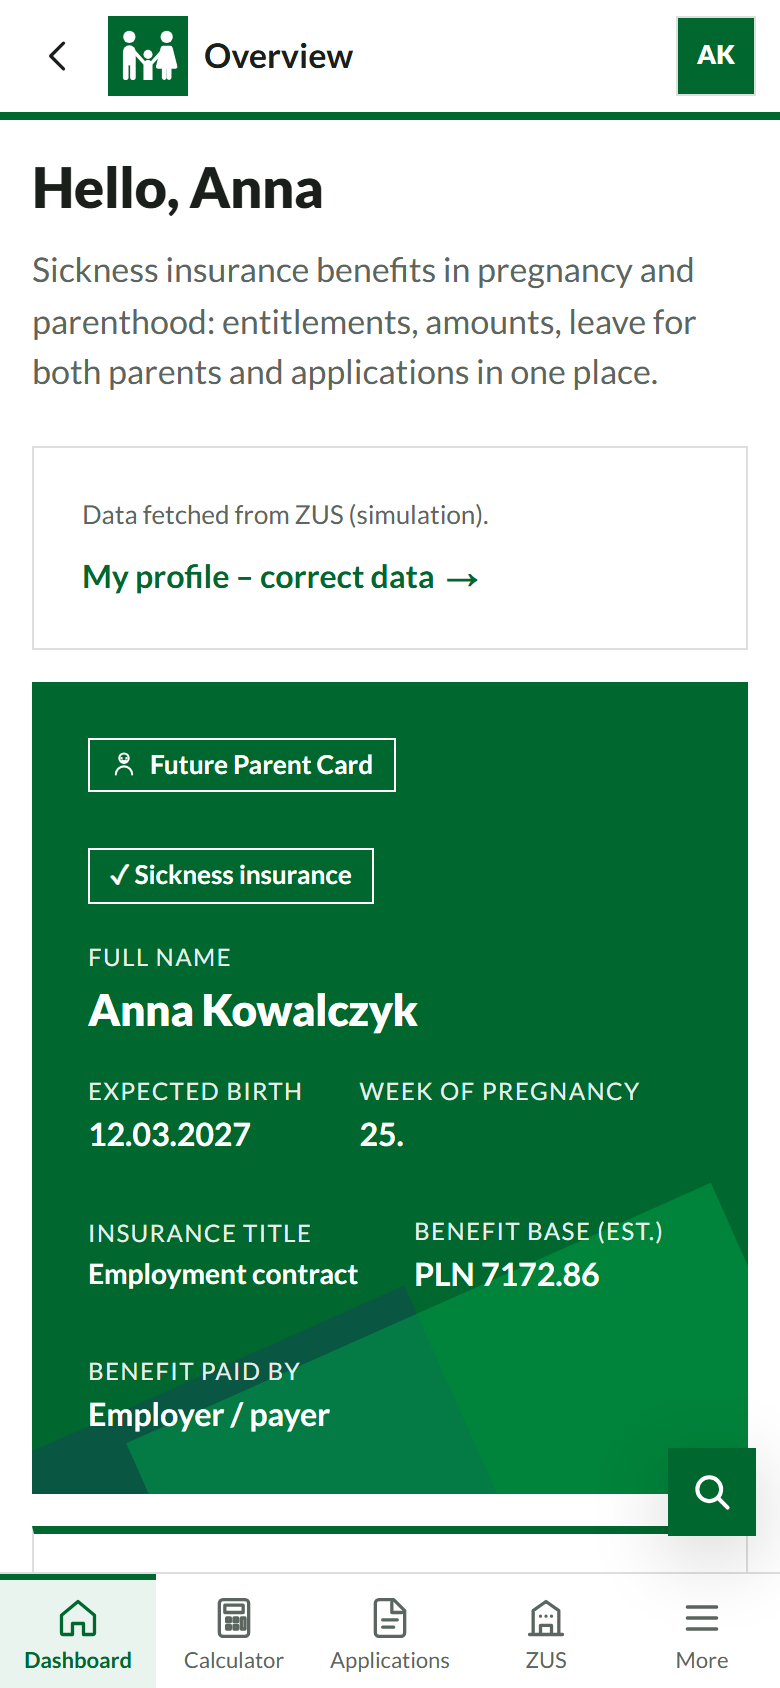 Overview
AK
Hello, Anna
Sickness insurance benefits in pregnancy and
parenthood: entitlements, amounts, leave for
both parents and applications in one place.
Data fetched from ZUS (simulation).
My profile – correct data →
Future Parent Card
✓ Sickness insurance
FULL NAME
Anna Kowalczyk
EXPECTED BIRTH
12.03.2027
WEEK OF PREGNANCY
25.
INSURANCE TITLE
Employment contract
BENEFIT BASE (EST.)
PLN 7172.86
BENEFIT PAID BY
Employer / payer
Dashboard
Calculator
Applications
ZUS
More